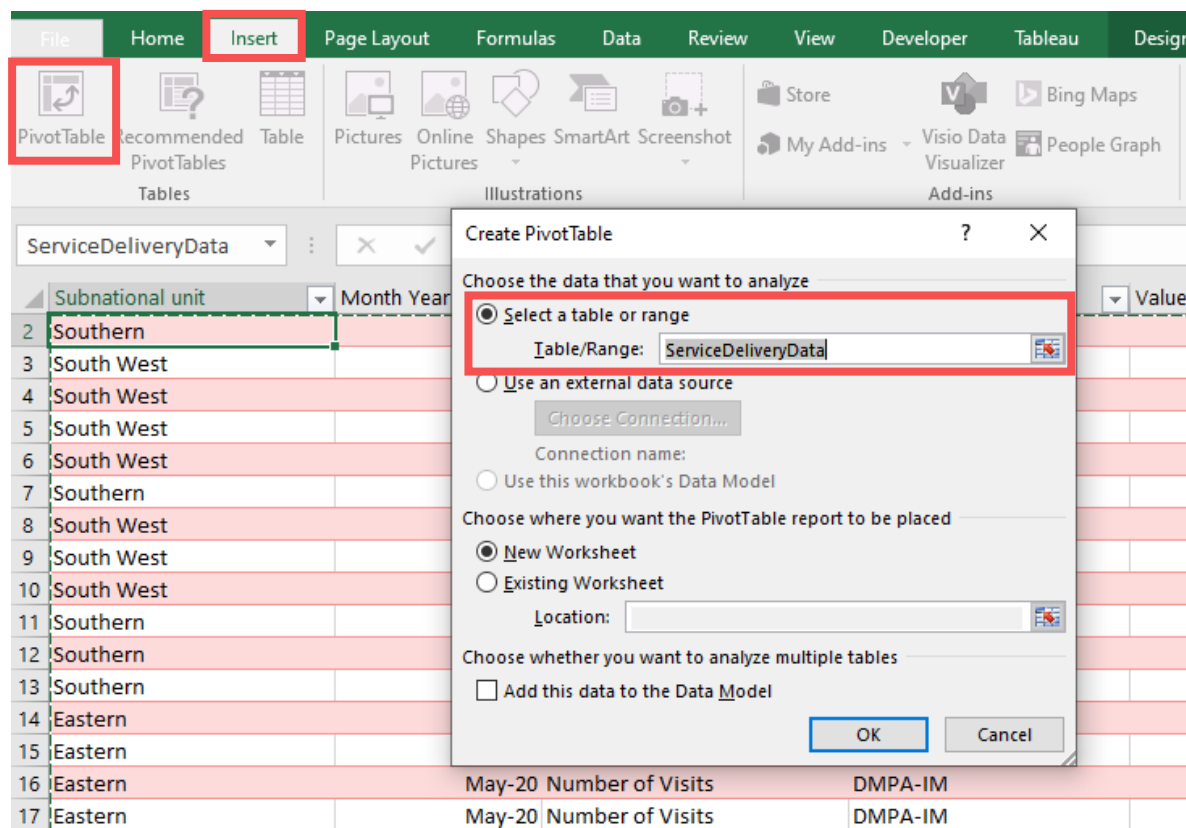 File Home Insert Page Layout Formulas Data Review View Developer Tableau Desigr
PivotTable Recommended PivotTables Table Pictures Online Pictures Shapes SmartArt Screenshot Store My Add-ins Visio Data Visualizer Bing Maps People Graph
Tables Illustrations Add-ins
ServiceDeliveryData
Subnational unit Month Year Value
2 Southern
3 South West
4 South West
5 South West
6 South West
7 Southern
8 South West
9 South West
10 South West
11 Southern
12 Southern
13 Southern
14 Eastern
15 Eastern
16 Eastern May-20 Number of Visits DMPA-IM
17 Eastern May-20 Number of Visits DMPA-IM
Create PivotTable ?
Choose the data that you want to analyze
Select a table or range
Table/Range: ServiceDeliveryData
Use an external data source
Choose Connection...
Connection name:
Use this workbook's Data Model
Choose where you want the PivotTable report to be placed
New Worksheet
Existing Worksheet
Location:
Choose whether you want to analyze multiple tables
Add this data to the Data Model
OK Cancel